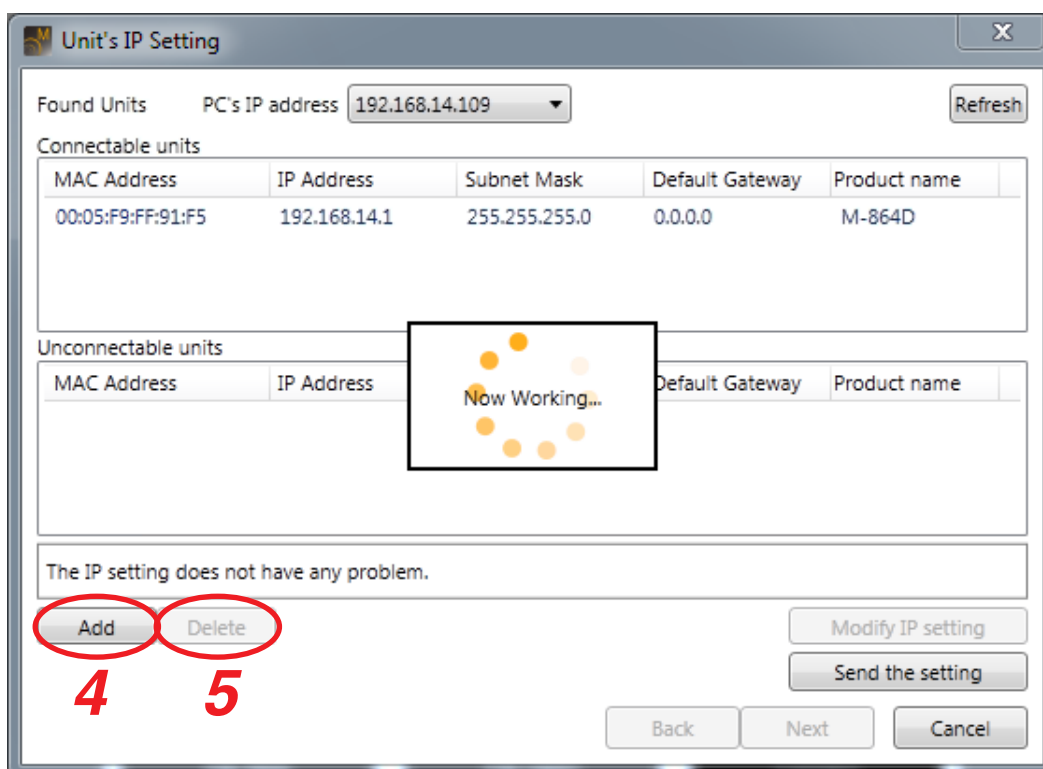 Unit's IP Setting
Found Units PC's IP address 192.168.14.109 Refresh
Connectable units
MAC Address IP Address Subnet Mask Default Gateway Product name
00:05:F9:FF:91:F5 192.168.14.1 255.255.255.0 0.0.0.0 M-864D
Unconnectable units
MAC Address IP Address Default Gateway Product name
Now Working...
The IP setting does not have any problem.
Add Delete Modify IP setting
4 5 Send the setting
Back Next Cancel